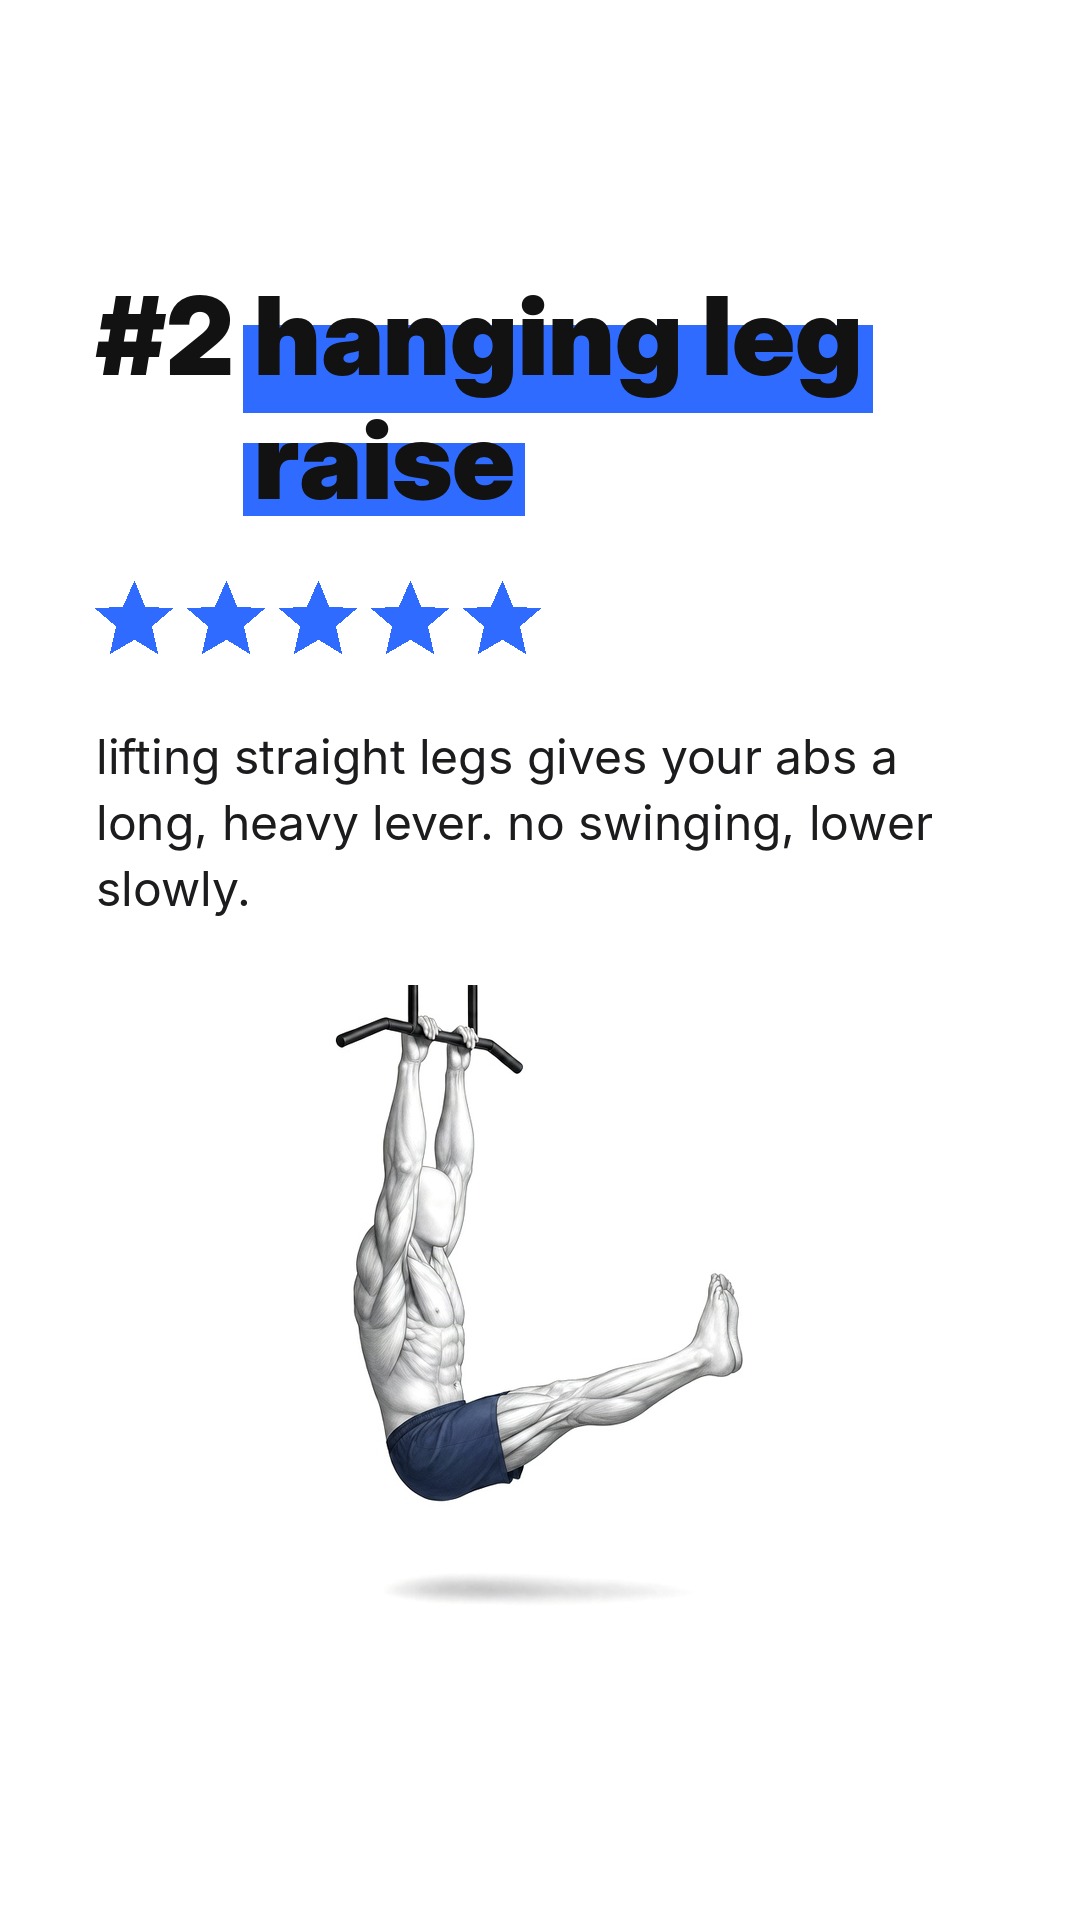 #2 hanging leg
raise
lifting straight legs gives your abs a
long, heavy lever. no swinging, lower
slowly.